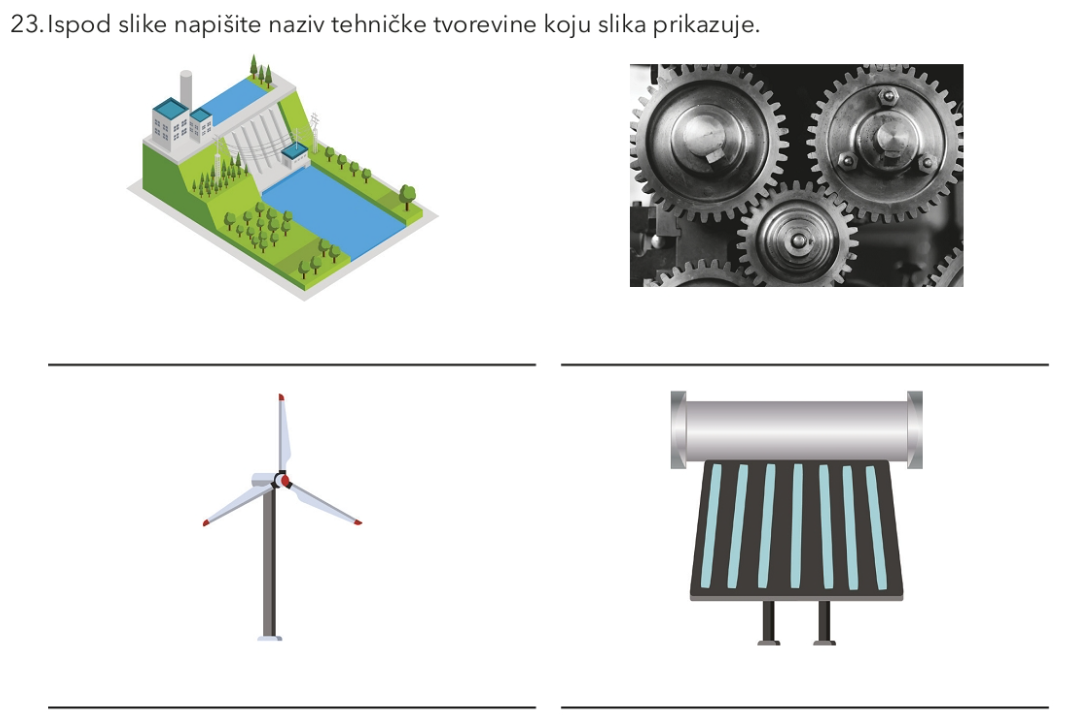 23. Ispod slike napišite naziv tehničke tvorevine koju slika prikazuje.